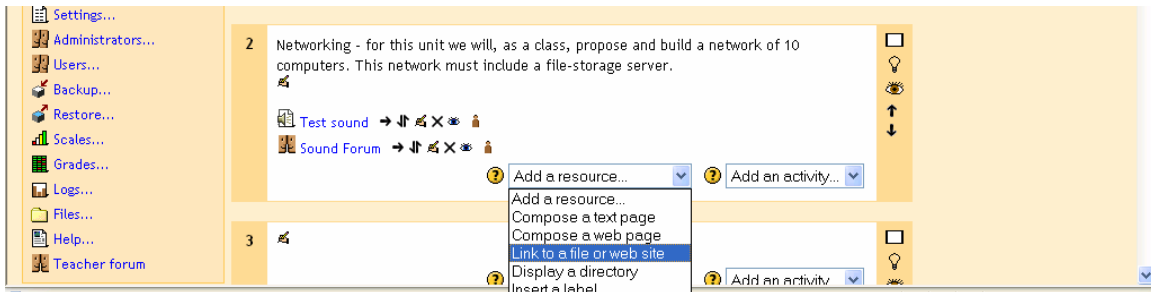 Settings...
Administrators...
Users...
Backup...
Restore...
Scales...
Grades...
Logs...
Files...
Help...
Teacher forum
2 Networking - for this unit we will, as a class, propose and build a network of 10
computers. This network must include a file-storage server.
Test sound
Sound Forum
? Add a resource... ? Add an activity...
Add a resource...
Compose a text page
Compose a web page
Link to a file or web site
Display a directory
Insert a label
3
? ? Add an activity